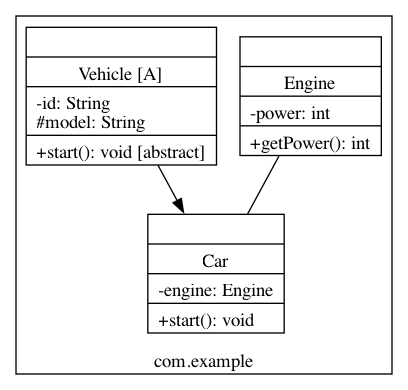 Vehicle [A]
-id: String
#model: String
+start(): void [abstract]
Engine
-power: int
+getPower(): int
Car
-engine: Engine
+start(): void
com.example